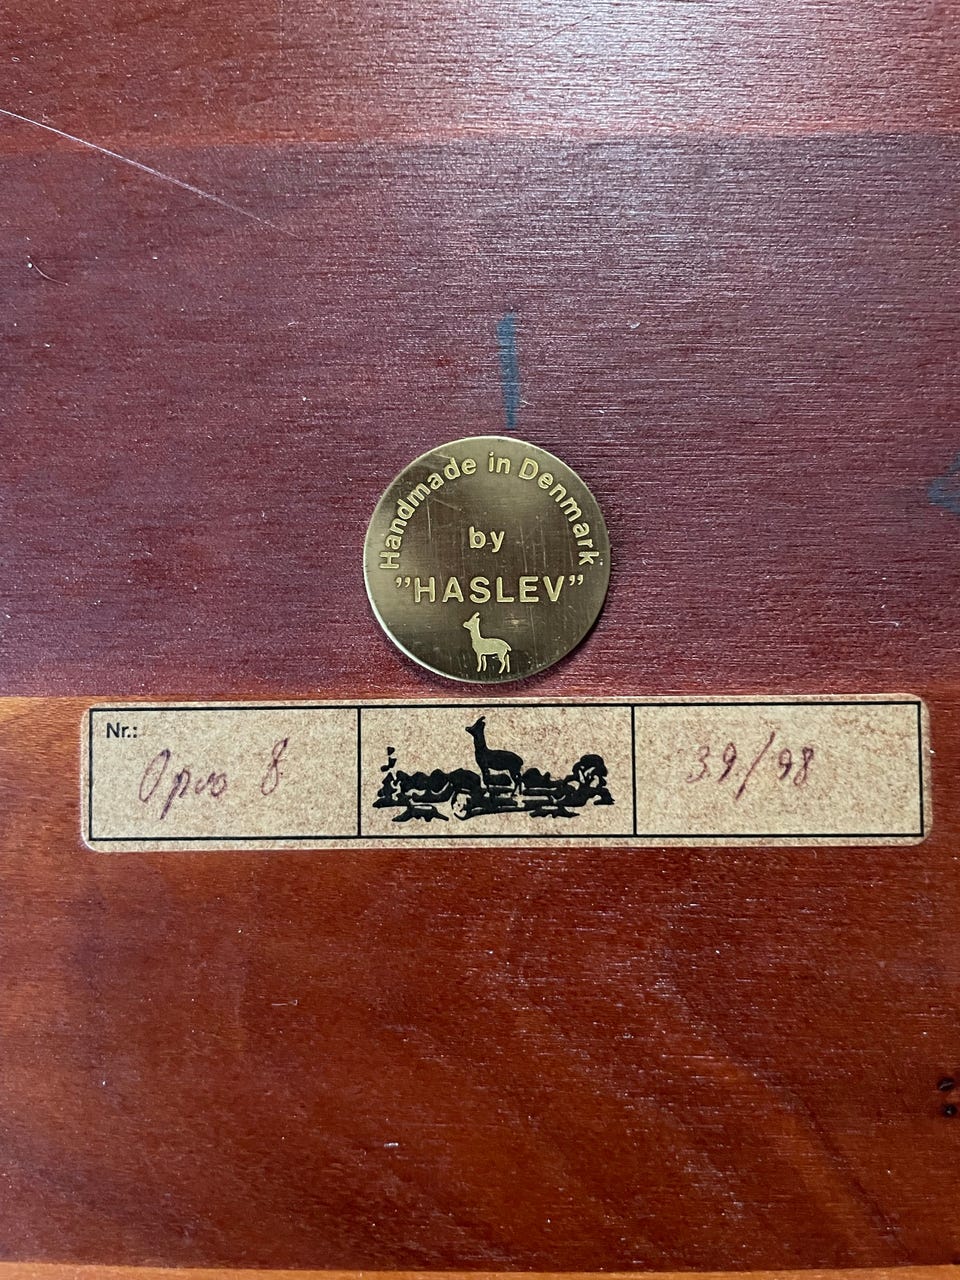 Handmade in Denmark
by
”HASLEV”
Nr.:
Opus 8
39/98